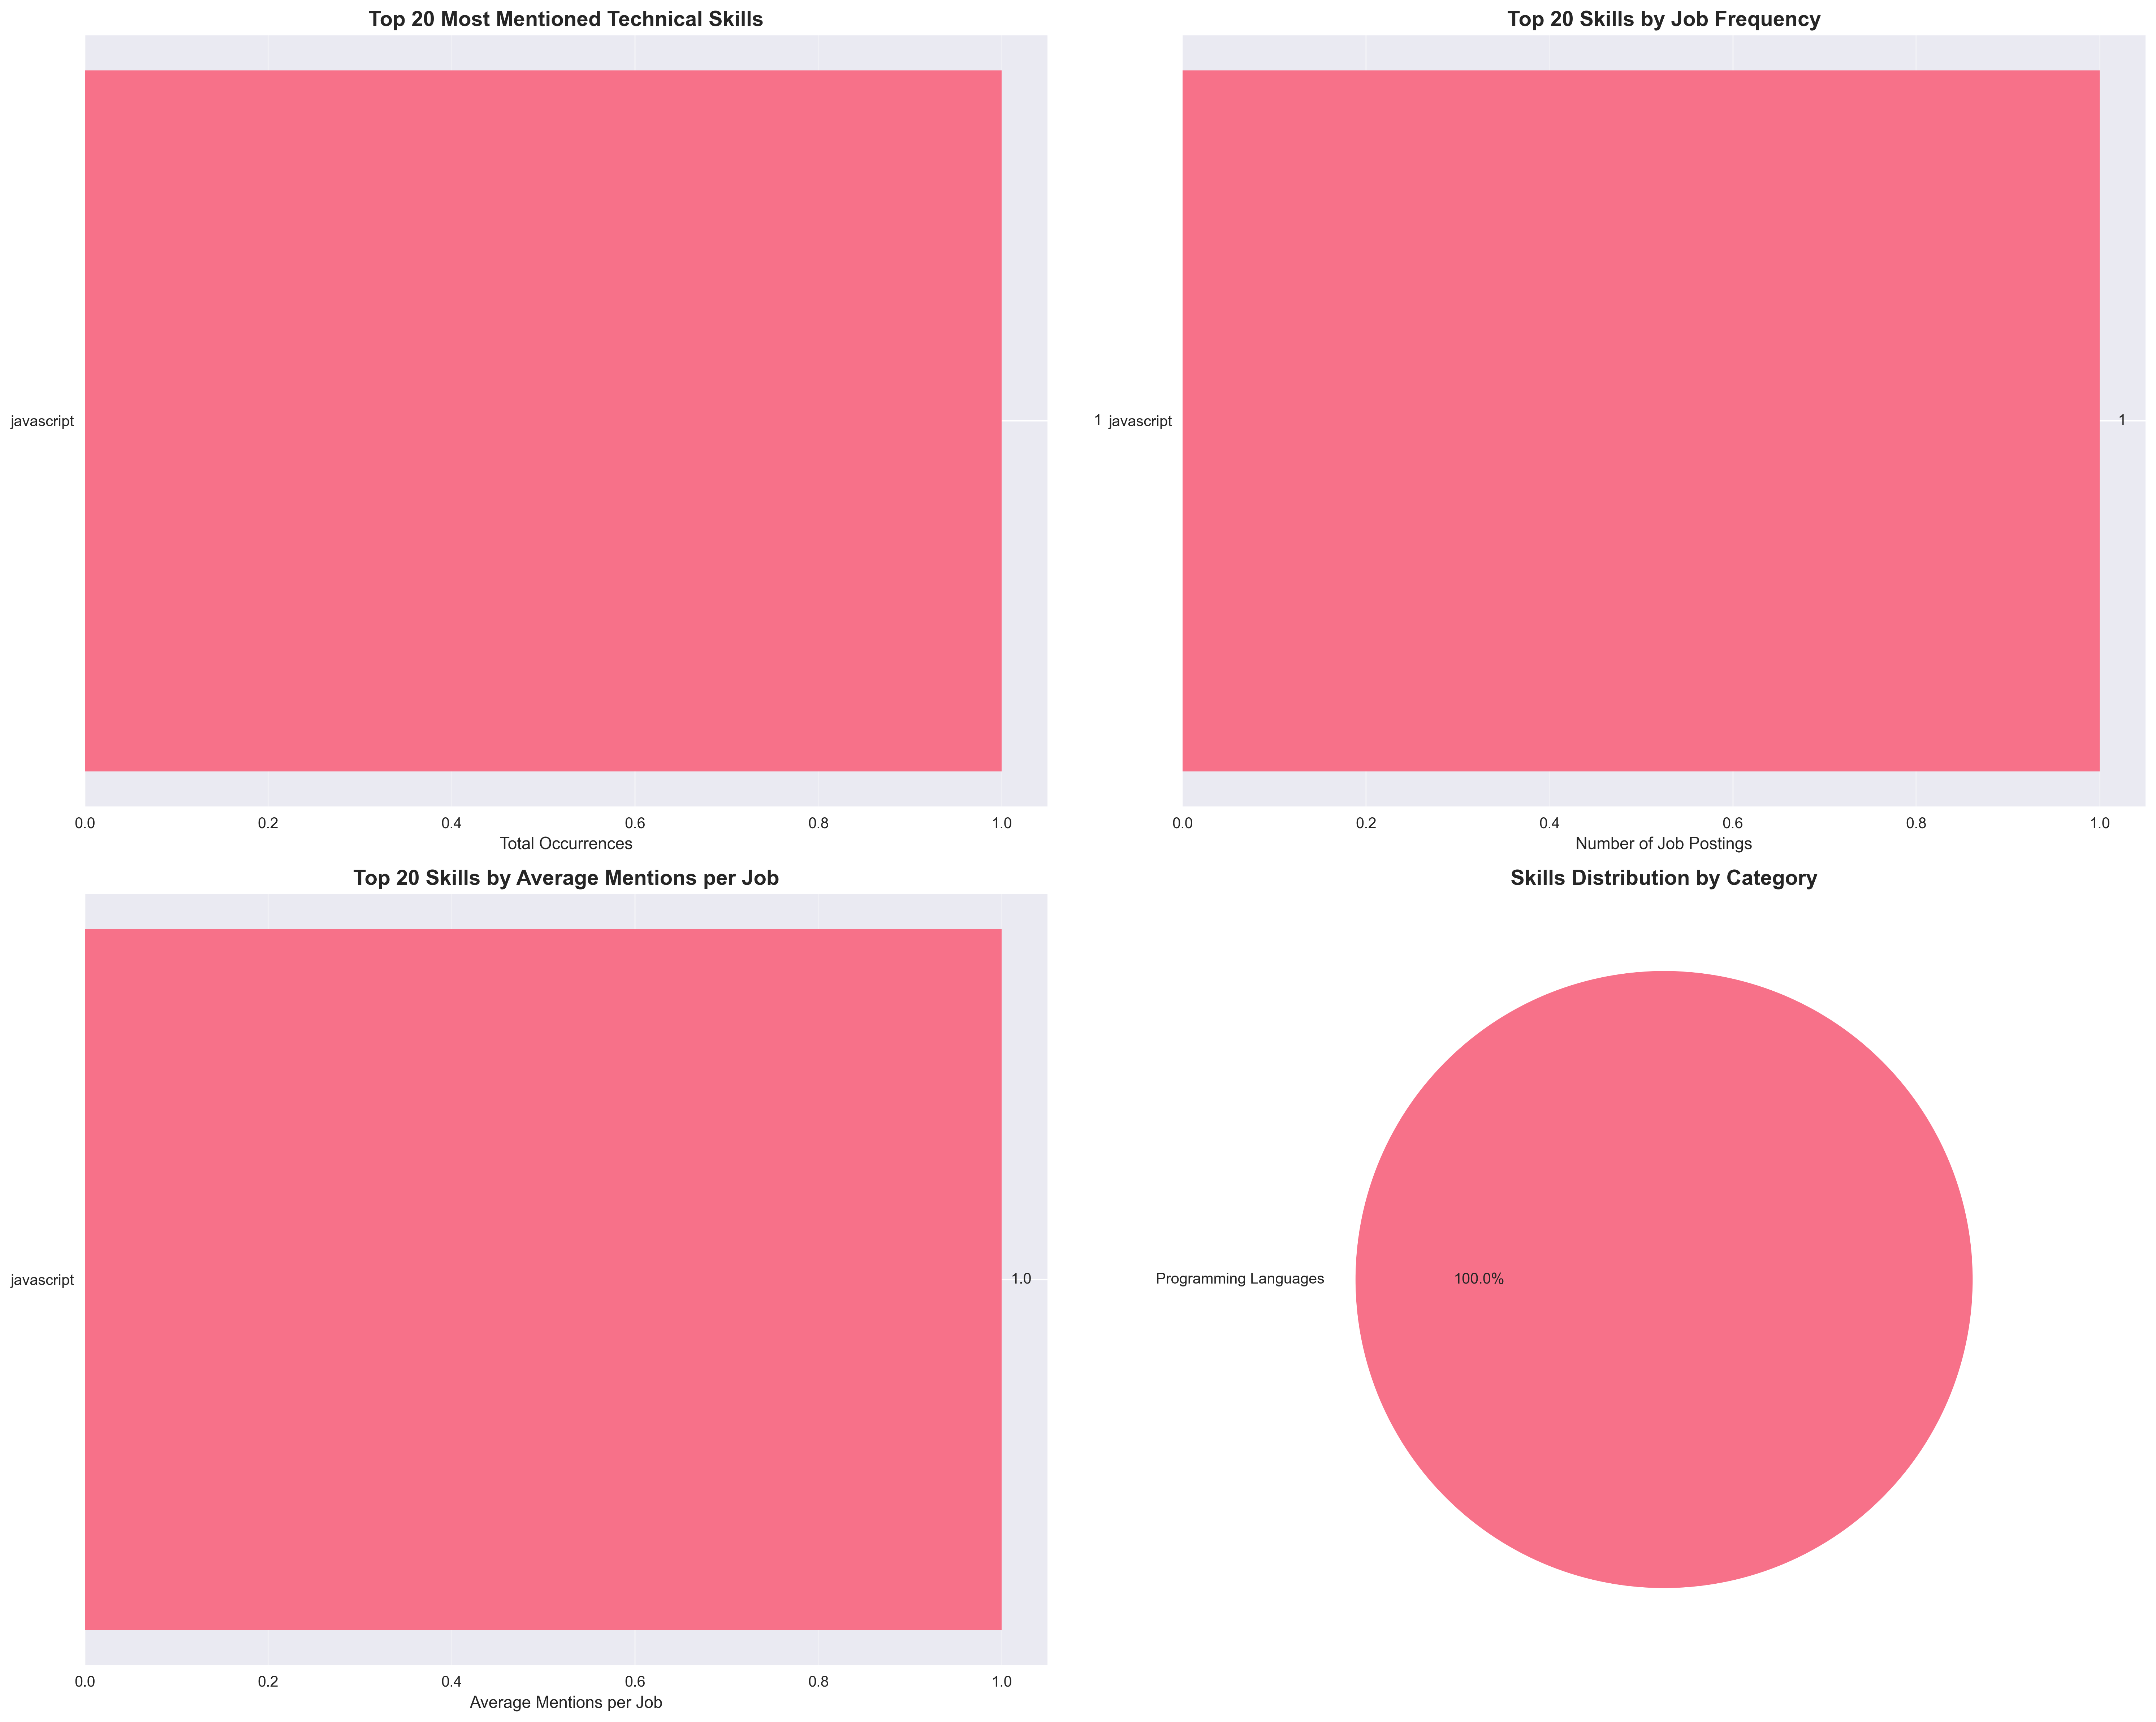 Top 20 Most Mentioned Technical Skills
javascript
1
0.0 0.2 0.4 0.6 0.8 1.0
Total Occurrences
Top 20 Skills by Job Frequency
javascript
1
0.0 0.2 0.4 0.6 0.8 1.0
Number of Job Postings
Top 20 Skills by Average Mentions per Job
javascript
1.0
0.0 0.2 0.4 0.6 0.8 1.0
Average Mentions per Job
Skills Distribution by Category
Programming Languages
100.0%